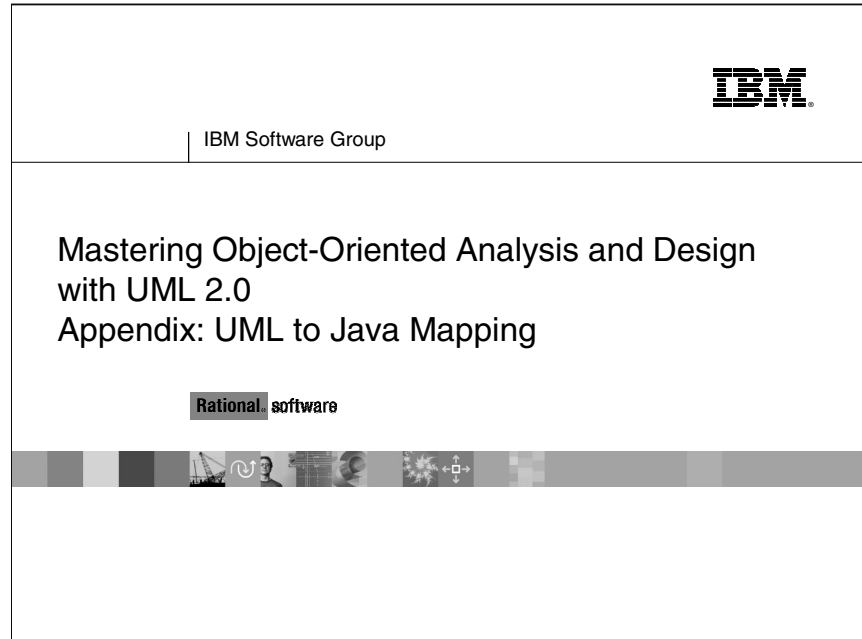 IBM®
IBM Software Group
Mastering Object-Oriented Analysis and Design
with UML 2.0
Appendix: UML to Java Mapping
Rational® software